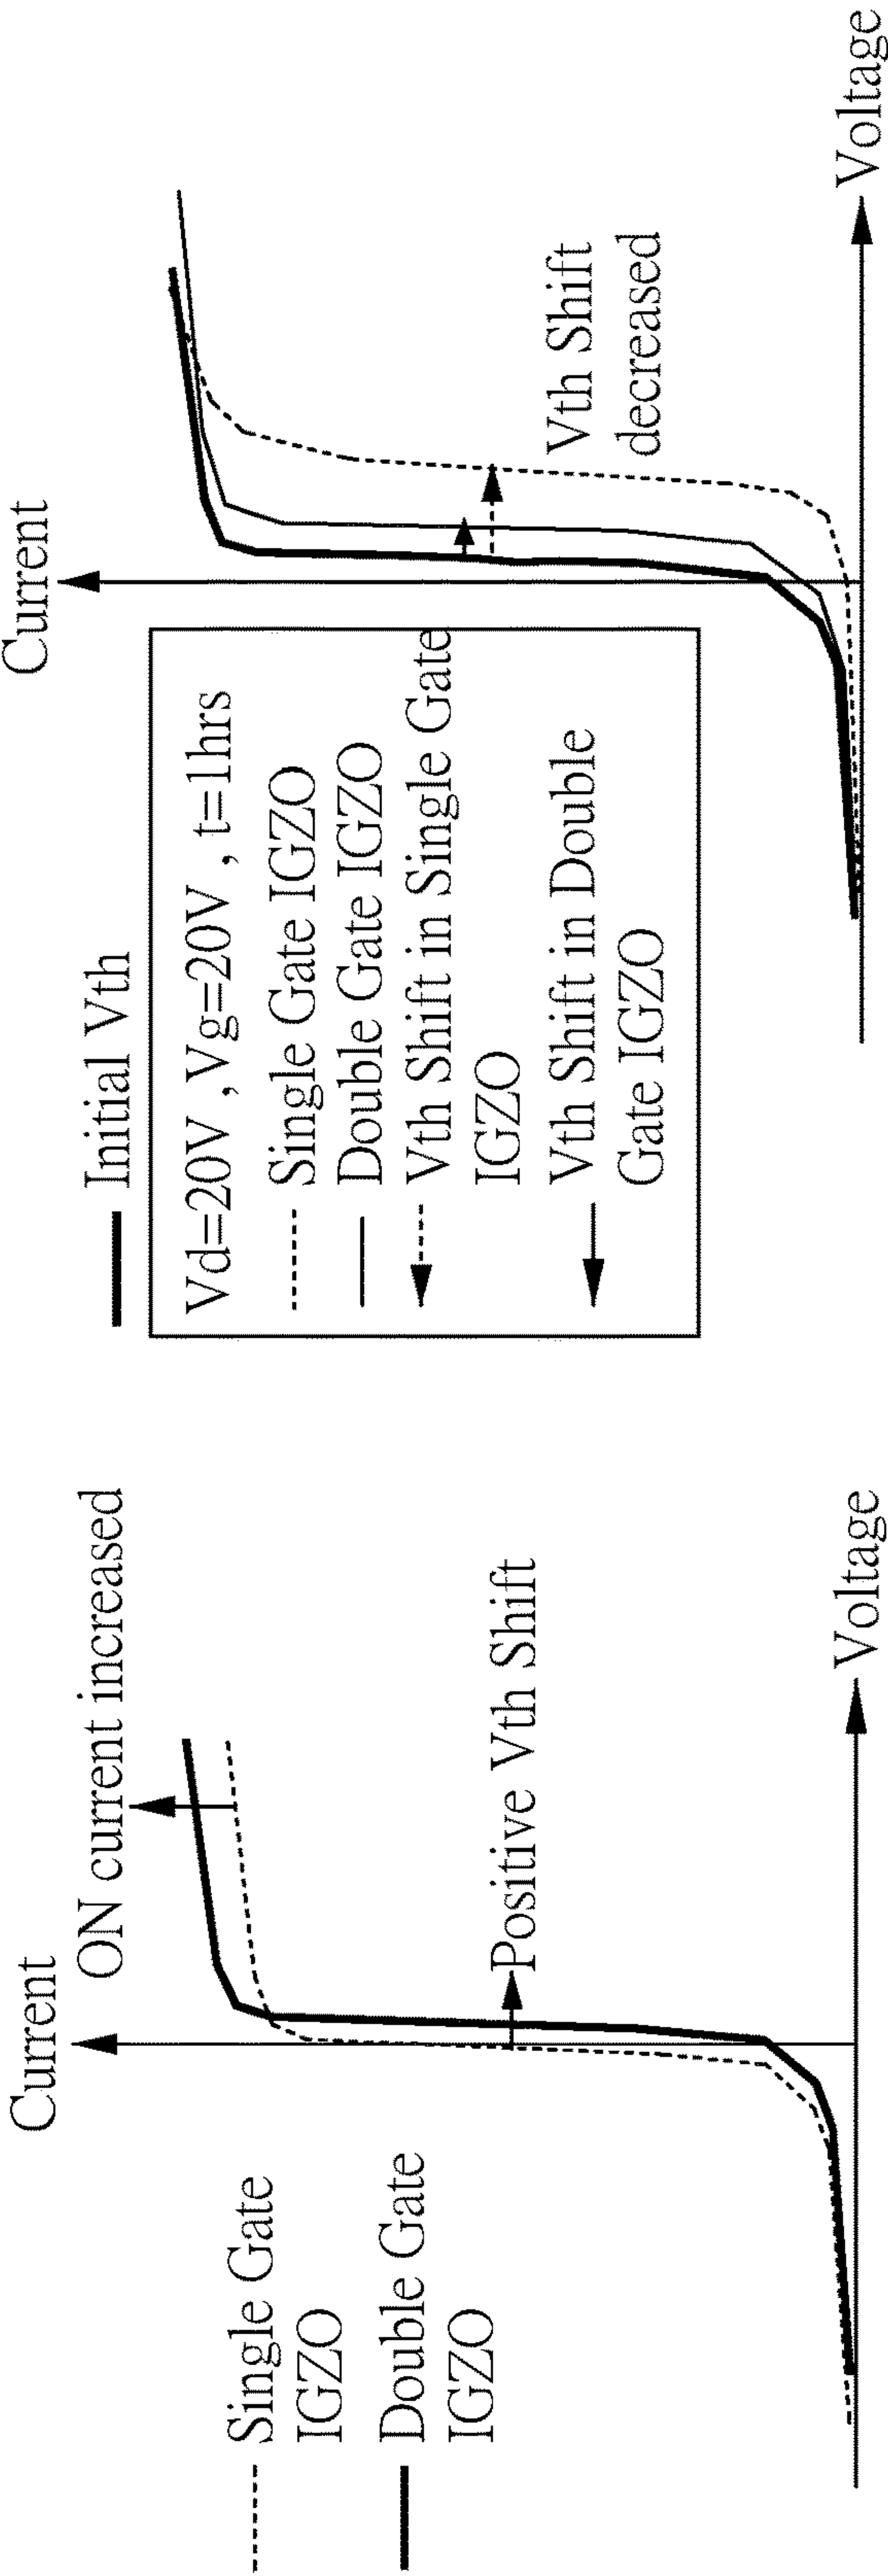 Current
ON current increased
Single Gate
IGZO
Double Gate
IGZO
Positive Vth Shift
Voltage
Current
Initial Vth
Vd=20V , Vg=20V , t=1hrs
Single Gate IGZO
Double Gate IGZO
Vth Shift in Single Gate
IGZO
Vth Shift in Double
Gate IGZO
Vth Shift
decreased
Voltage